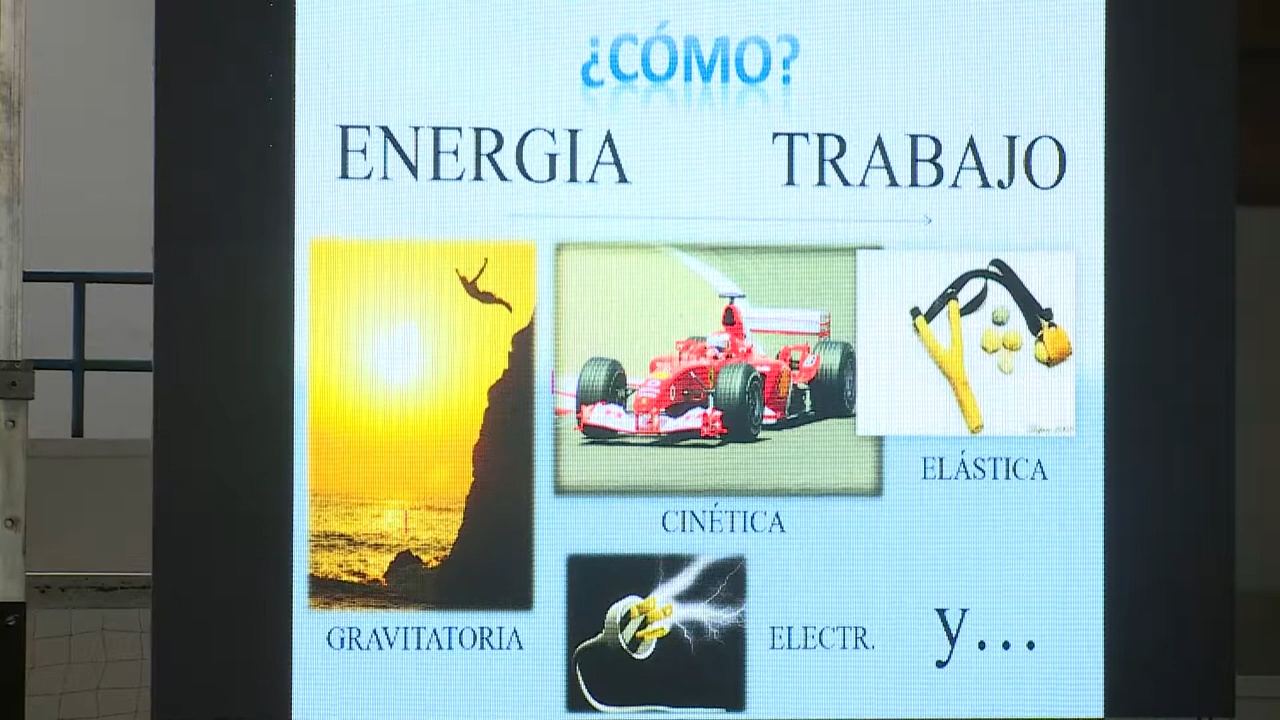 ¿CÓMO?
ENERGIA TRABAJO
ELÁSTICA
CINÉTICA
GRAVITATORIA
ELECTR.
y...